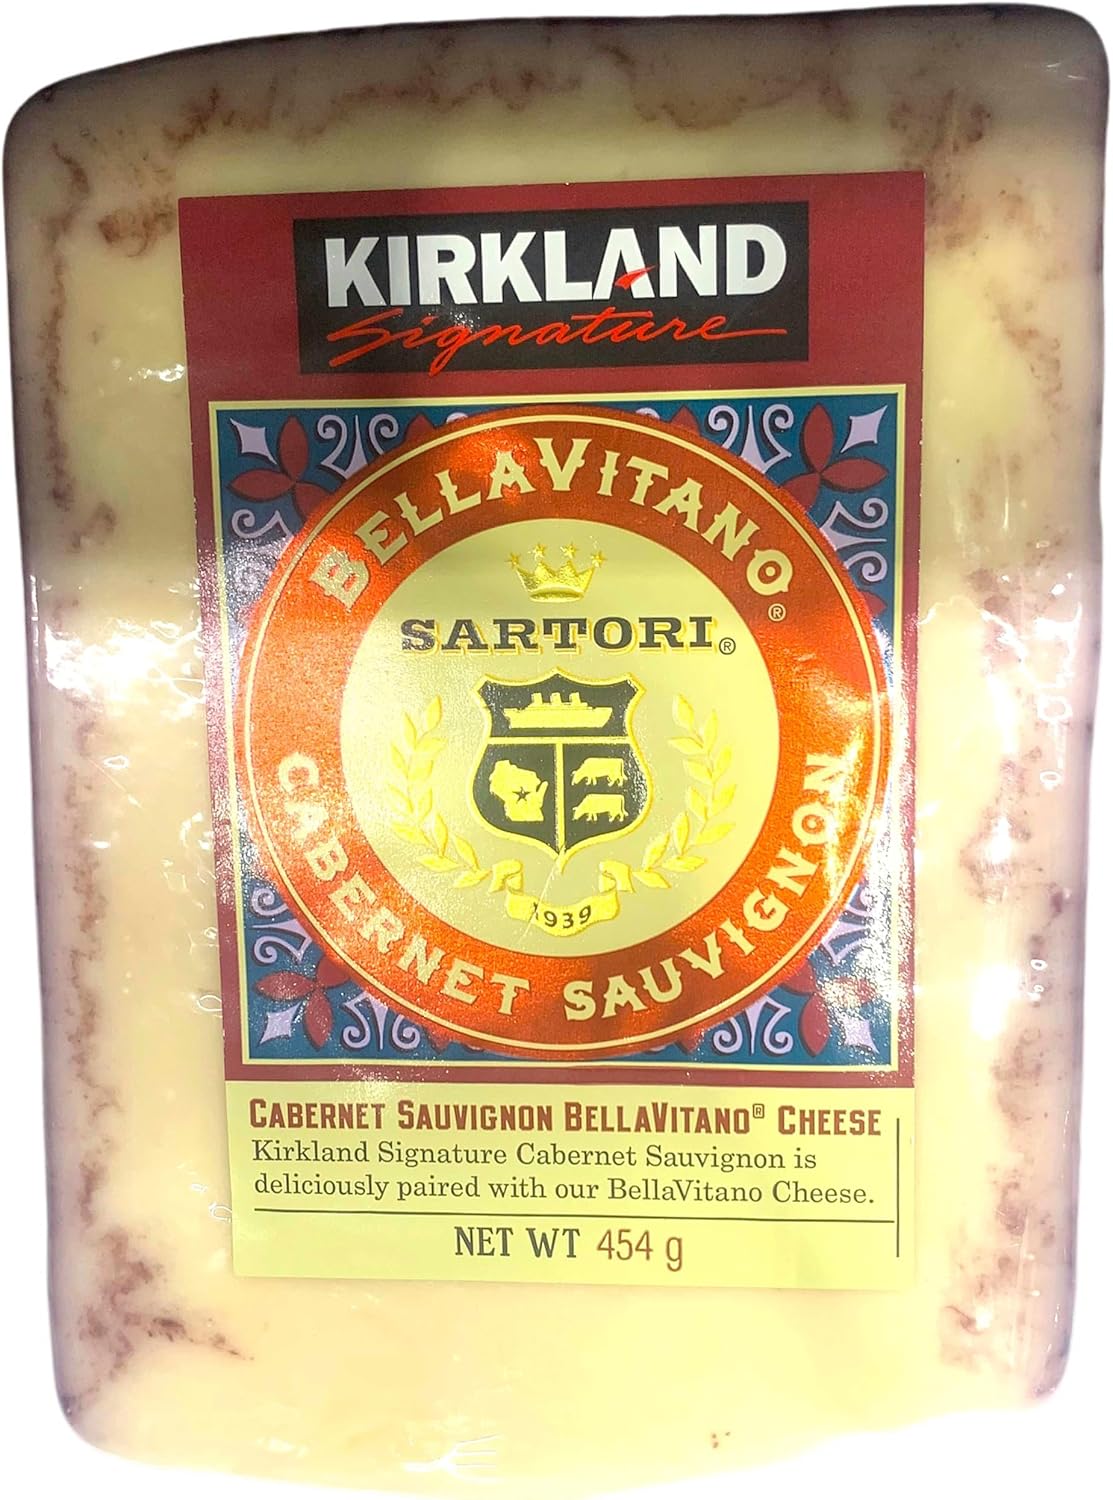 KIRKLAND
Signature
BELLAVITANO®
SARTORI®
1939
CABERNET SAUVIGNON
CABERNET SAUVIGNON BELLAVITANO® CHEESE
Kirkland Signature Cabernet Sauvignon is
deliciously paired with our BellaVitano Cheese.
NET WT 454 g